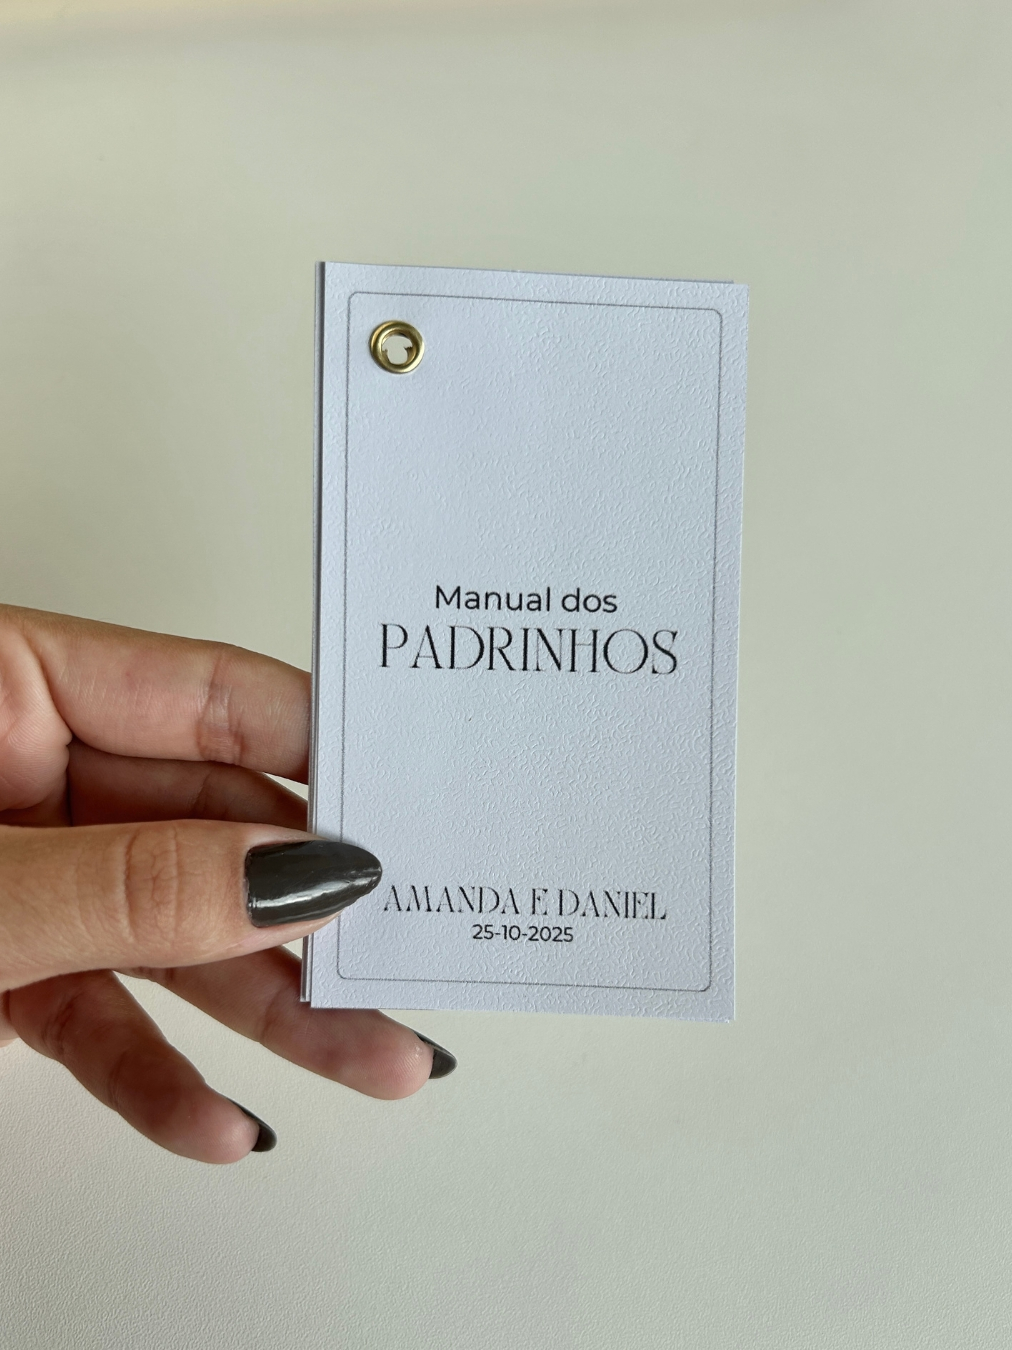 Manual dos
PADRINHOS
AMANDA E DANIEL
25-10-2025